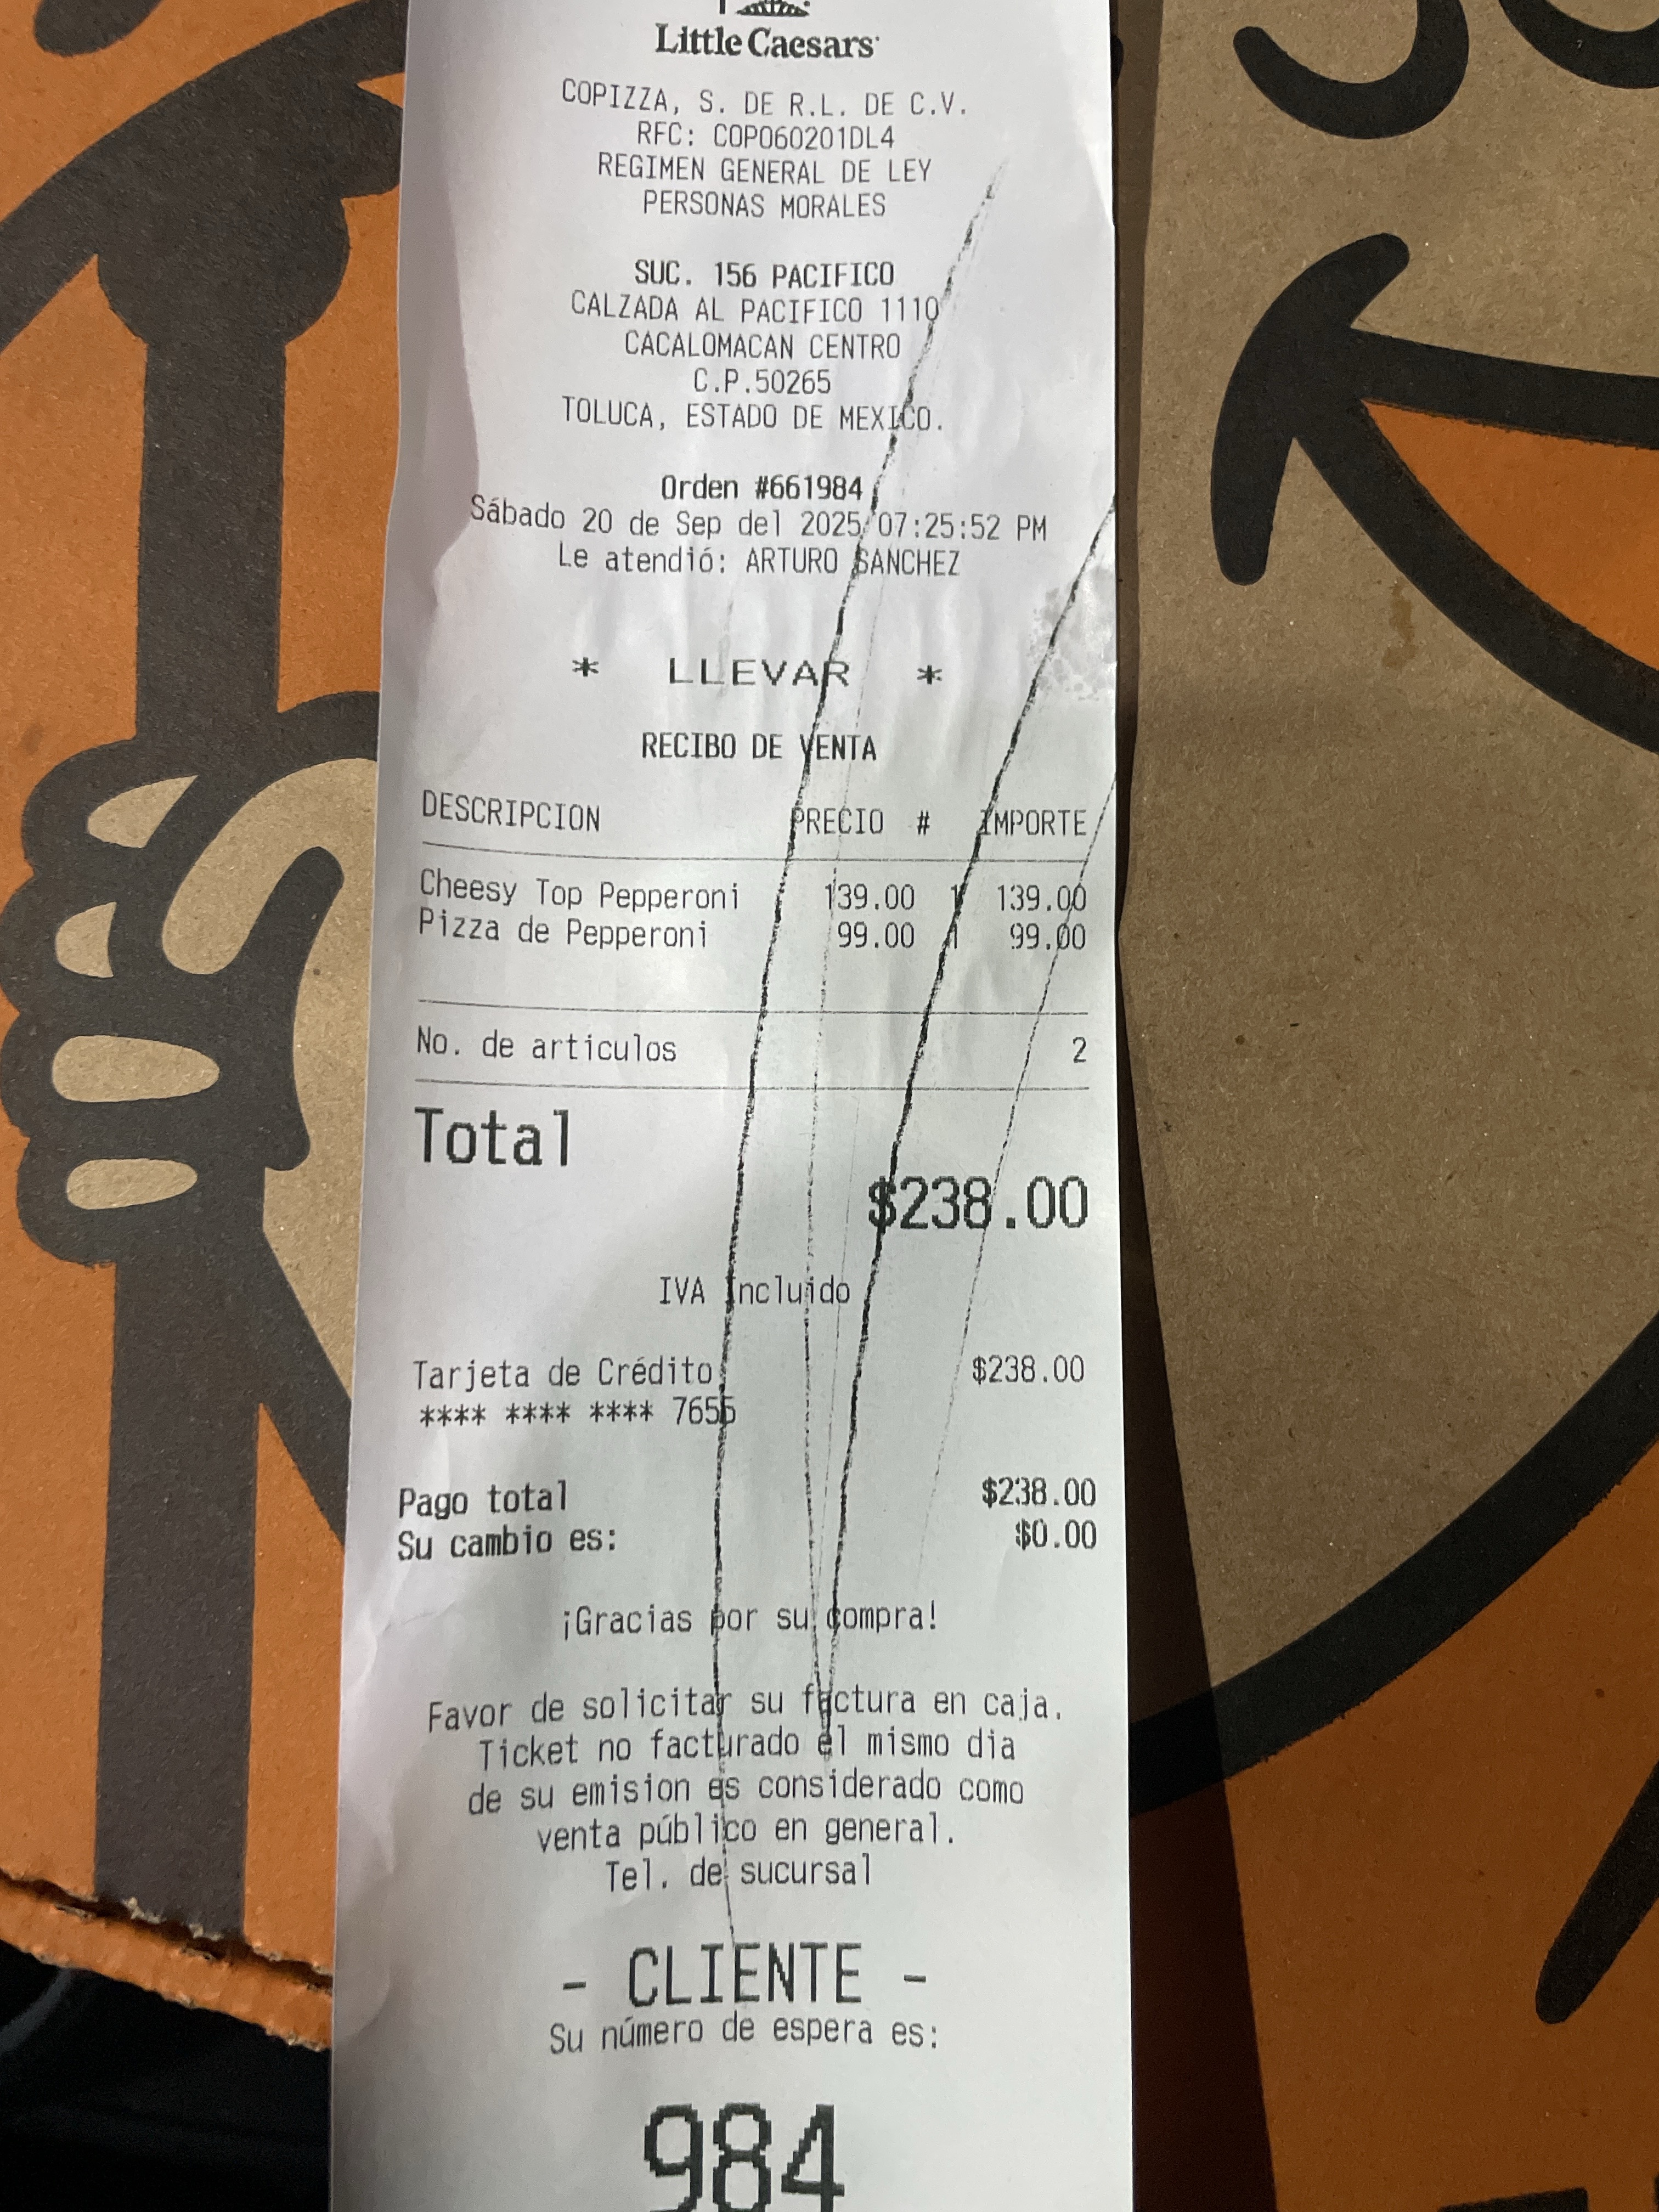 Little Caesars
COPIZZA, S. DE R.L. DE C.V.
RFC: COP060201DL4
REGIMEN GENERAL DE LEY
PERSONAS MORALES
SUC. 156 PACIFICO
CALZADA AL PACIFICO 1110
CACALOMACAN CENTRO
C.P.50265
TOLUCA, ESTADO DE MEXICO.
Orden #661984
Sábado 20 de Sep del 2025 07:25:52 PM
Le atendió: ARTURO SANCHEZ
* LLEVAR *
RECIBO DE VENTA
DESCRIPCION PRECIO # IMPORTE
Cheesy Top Pepperoni 139.00 1 139.00
Pizza de Pepperoni 99.00 1 99.00
No. de articulos 2
Total
$238.00
IVA Incluido
Tarjeta de Crédito $238.00
**** **** **** 7655
Pago total $238.00
Su cambio es: $0.00
¡Gracias por su compra!
Favor de solicitar su factura en caja.
Ticket no facturado el mismo dia
de su emision es considerado como
venta público en general.
Tel. de sucursal
- CLIENTE -
Su número de espera es:
984